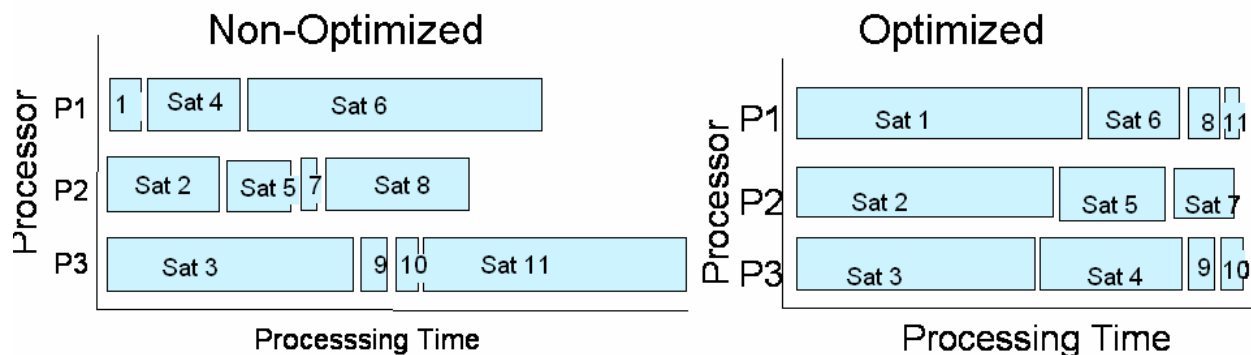 Non-Optimized
Processor
P1
1
Sat 4
Sat 6
P2
Sat 2
Sat 5
7
Sat 8
P3
Sat 3
9
10
Sat 11
Processsing Time
Optimized
Processor
P1
Sat 1
Sat 6
8
11
P2
Sat 2
Sat 5
Sat 7
P3
Sat 3
Sat 4
9
10
Processing Time